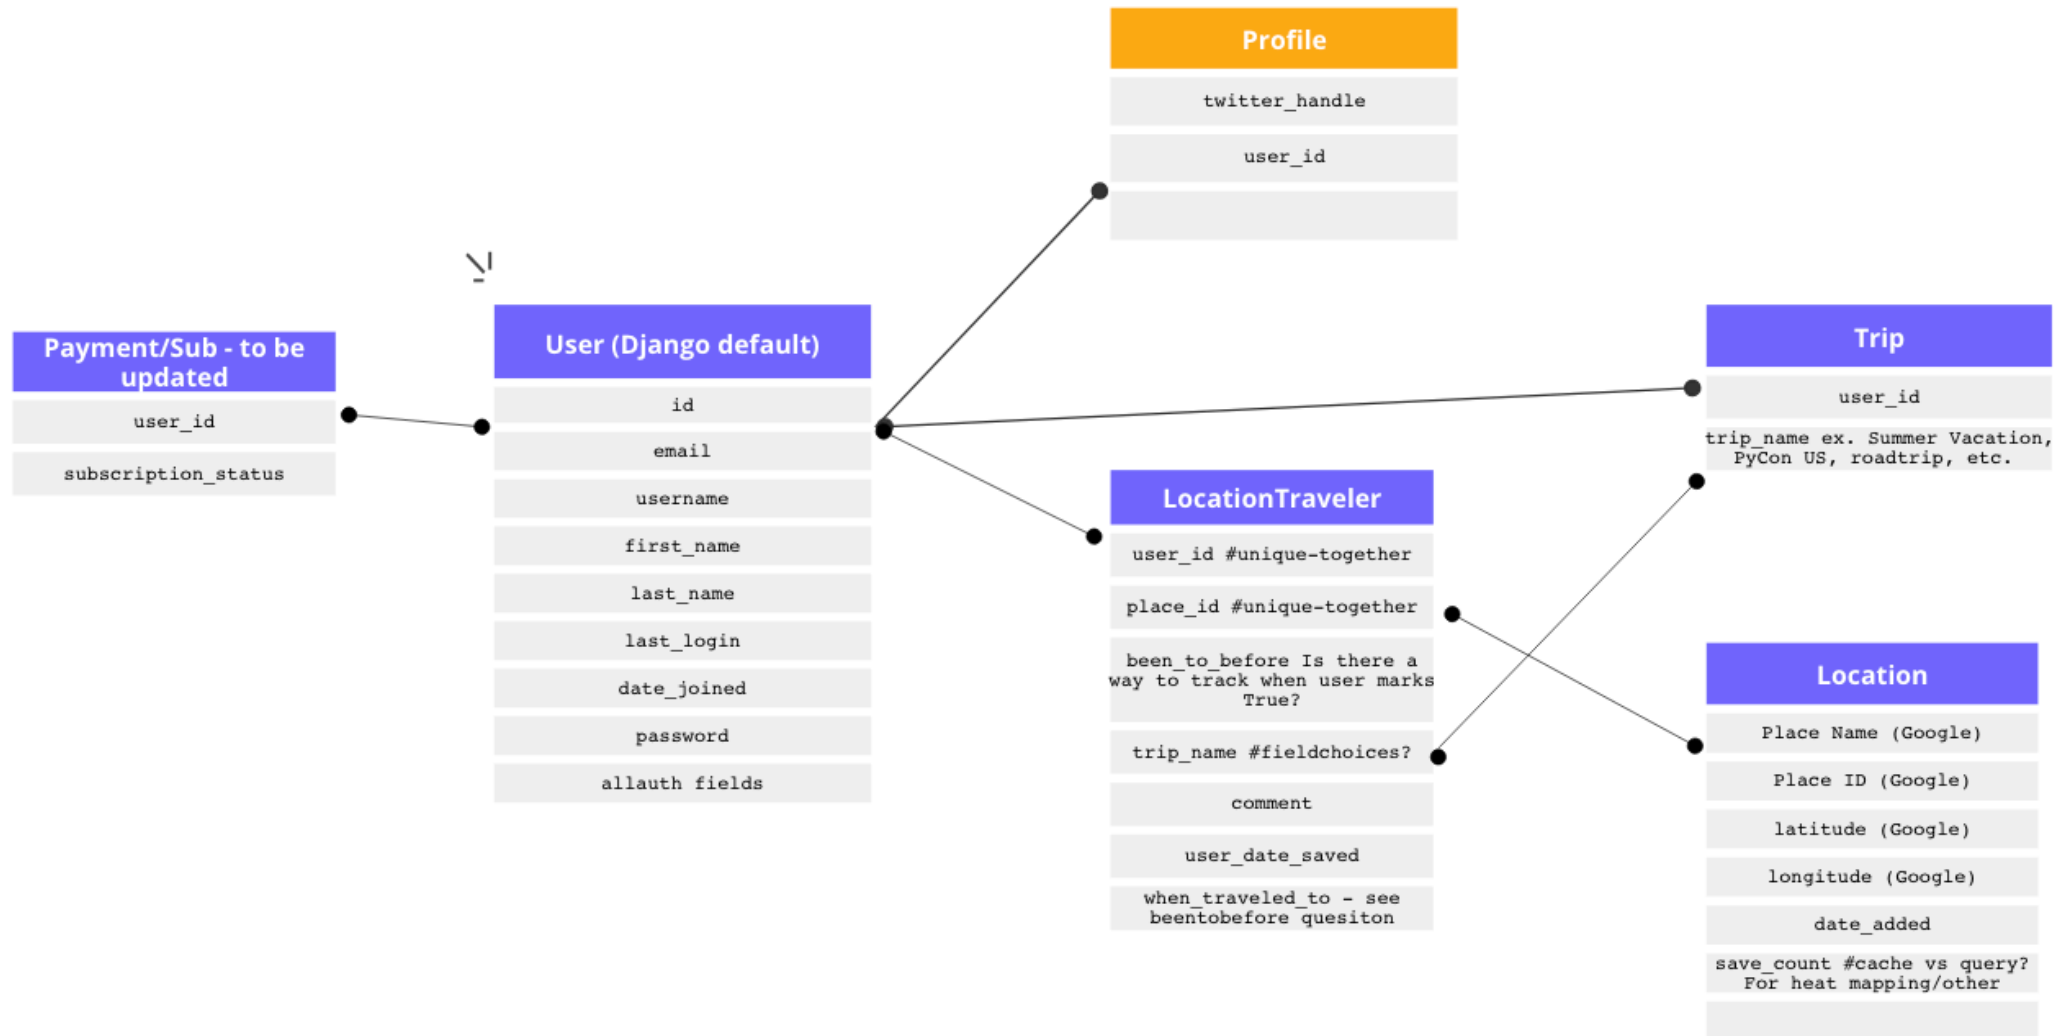 Profile
twitter_handle
user_id
Payment/Sub - to be
updated
user_id
subscription_status
User (Django default)
id
email
username
first_name
last_name
last_login
date_joined
password
allauth fields
LocationTraveler
user_id #unique-together
place_id #unique-together
been_to_before Is there a
way to track when user marks
True?
trip_name #fieldchoices?
comment
user_date_saved
when_traveled_to - see
beentobefore quesiton
Trip
user_id
trip_name ex. Summer Vacation,
PyCon US, roadtrip, etc.
Location
Place Name (Google)
Place ID (Google)
latitude (Google)
longitude (Google)
date_added
save_count #cache vs query?
For heat mapping/other